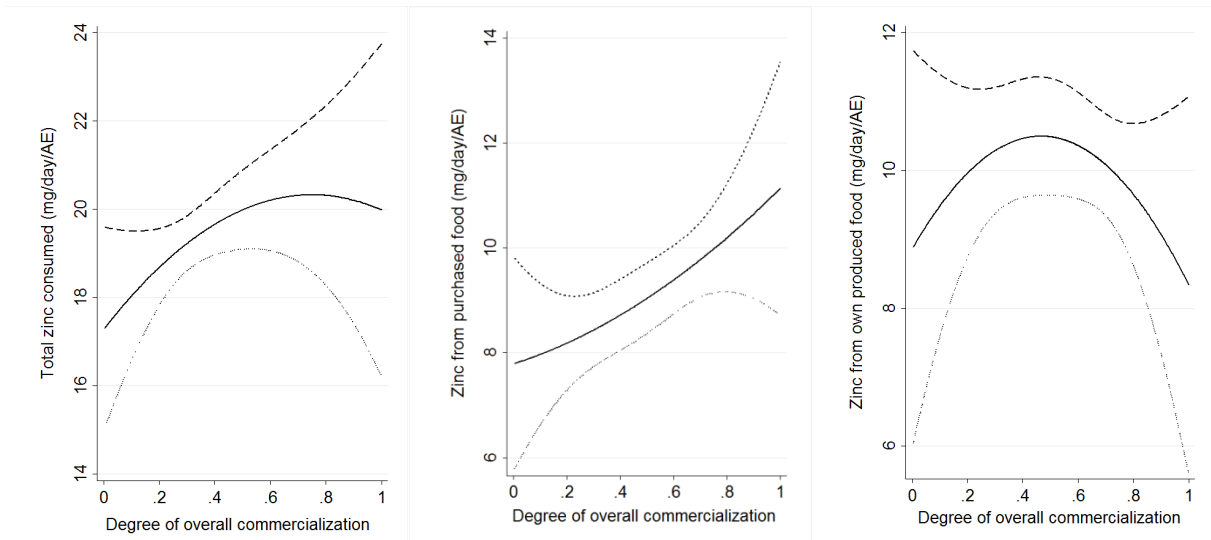 Total zinc consumed (mg/day/AE)
24
22
20
18
16
14
0 .2 .4 .6 .8 1
Degree of overall commercialization
Zinc from purchased food (mg/day/AE)
14
12
10
8
6
0 .2 .4 .6 .8 1
Degree of overall commercialization
Zinc from own produced food (mg/day/AE)
12
10
8
6
0 .2 .4 .6 .8 1
Degree of overall commercialization